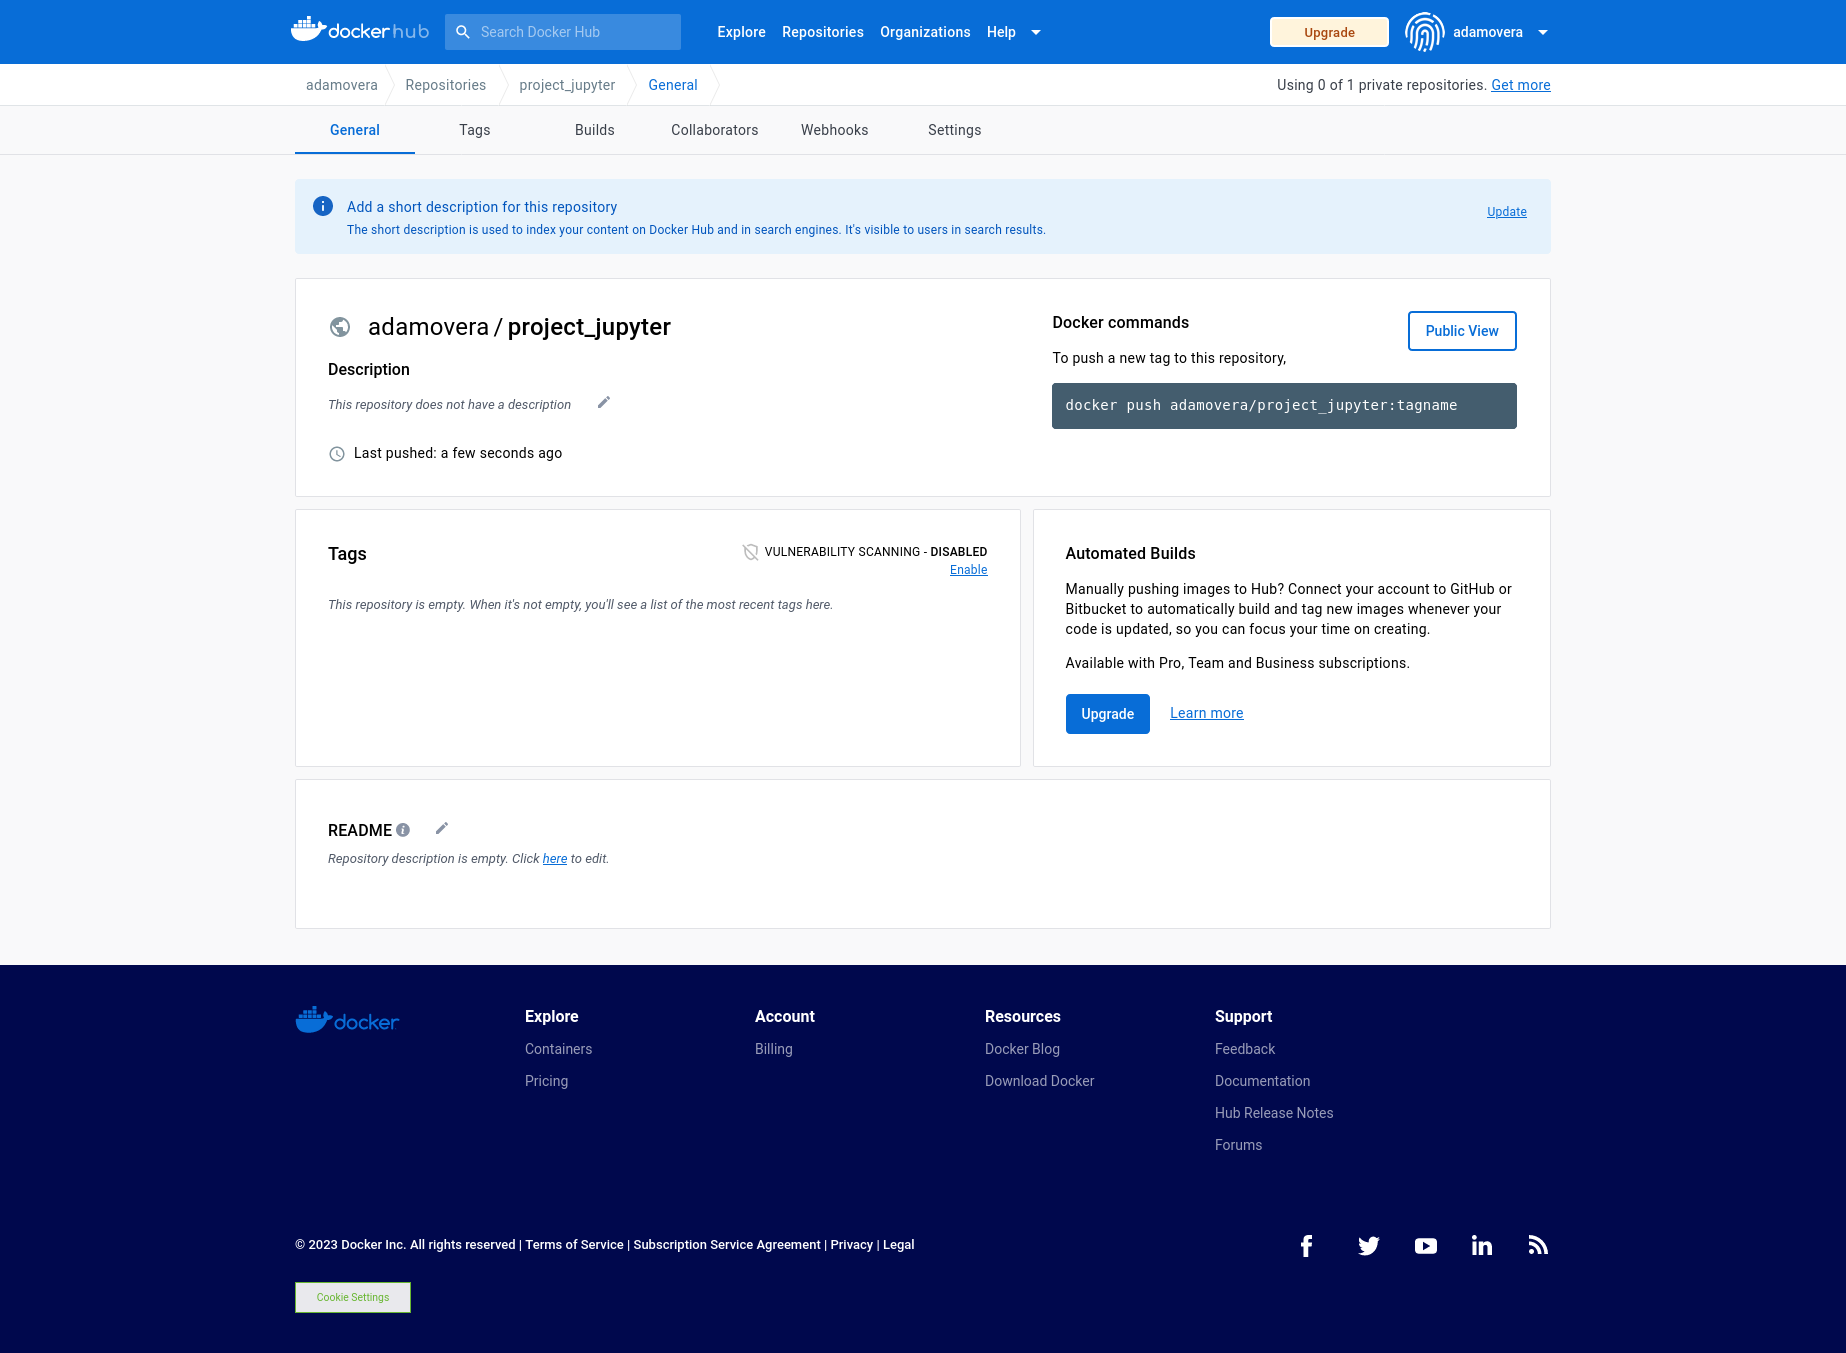 docker hub
Search Docker Hub
Explore Repositories Organizations Help
Upgrade
adamovera
adamovera Repositories project_jupyter General
Using 0 of 1 private repositories. Get more
General Tags Builds Collaborators Webhooks Settings
Add a short description for this repository
The short description is used to index your content on Docker Hub and in search engines. It's visible to users in search results.
Update
adamovera / project_jupyter
Description
This repository does not have a description
Last pushed: a few seconds ago
Docker commands
Public View
To push a new tag to this repository,
docker push adamovera/project_jupyter:tagname
Tags
VULNERABILITY SCANNING - DISABLED
Enable
This repository is empty. When it's not empty, you'll see a list of the most recent tags here.
Automated Builds
Manually pushing images to Hub? Connect your account to GitHub or
Bitbucket to automatically build and tag new images whenever your
code is updated, so you can focus your time on creating.
Available with Pro, Team and Business subscriptions.
Upgrade Learn more
README
Repository description is empty. Click here to edit.
docker
Explore
Containers
Pricing
Account
Billing
Resources
Docker Blog
Download Docker
Support
Feedback
Documentation
Hub Release Notes
Forums
© 2023 Docker Inc. All rights reserved | Terms of Service | Subscription Service Agreement | Privacy | Legal
Cookie Settings